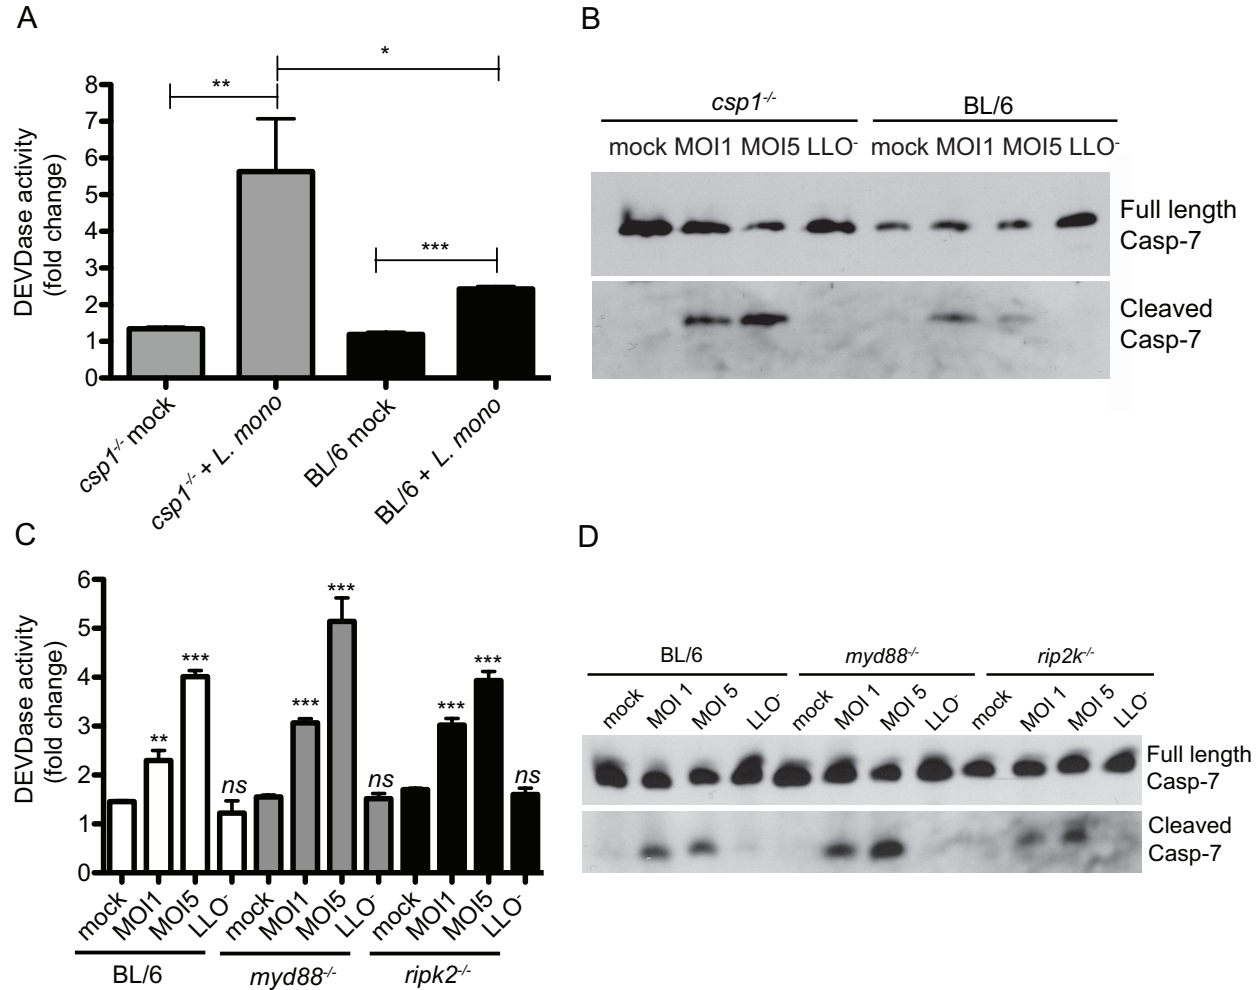 A
DEVDase activity
(fold change)
8
7
6
5
4
3
2
1
0
**
*
***
csp1-/- mock
csp1-/- + L. mono
BL/6 mock
BL/6 + L. mono
B
csp1-/- BL/6
mock MOI1 MOI5 LLO- mock MOI1 MOI5 LLO-
Full length
Casp-7
Cleaved
Casp-7
C
DEVDase activity
(fold change)
6
5
4
3
2
1
0
** *** ns *** *** ns *** *** ns
mock MOI1 MOI5 LLO- mock MOI1 MOI5 LLO- mock MOI1 MOI5 LLO-
BL/6 myd88-/- ripk2-/-
D
BL/6 myd88-/- rip2k-/-
mock MOI 1 MOI 5 LLO- mock MOI 1 MOI 5 LLO- mock MOI 1 MOI 5 LLO-
Full length
Casp-7
Cleaved
Casp-7